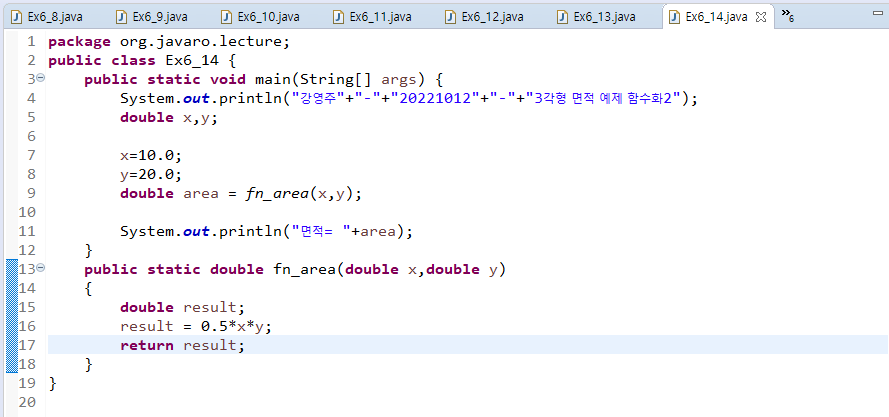 Ex6_8.java Ex6_9.java Ex6_10.java Ex6_11.java Ex6_12.java Ex6_13.java Ex6_14.java »6
1 package org.javaro.lecture;
2 public class Ex6_14 {
3 public static void main(String[] args) {
4 System.out.println("강영주"+"-"+"20221012"+"-"+"3각형 면적 예제 함수화2");
5 double x,y;
6
7 x=10.0;
8 y=20.0;
9 double area = fn_area(x,y);
10
11 System.out.println("면적= "+area);
12 }
13 public static double fn_area(double x,double y)
14 {
15 double result;
16 result = 0.5*x*y;
17 return result;
18 }
19 }
20